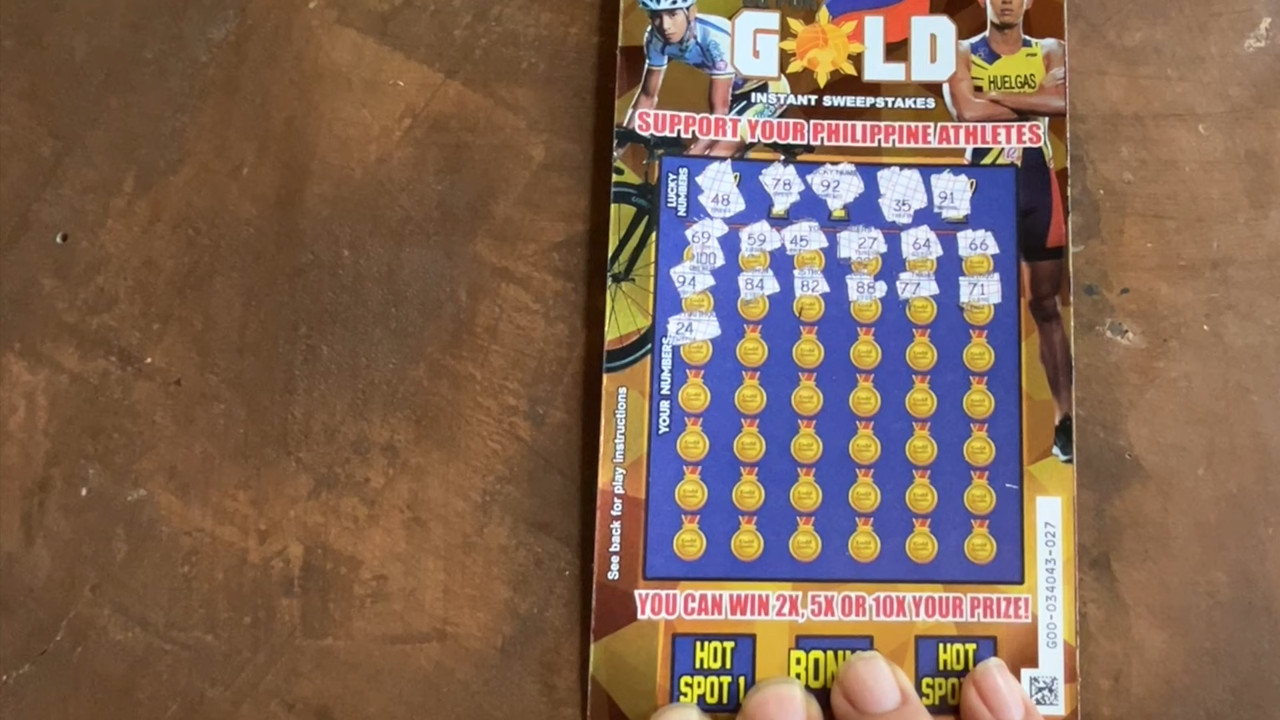 GOLD
HUELGAS
INSTANT SWEEPSTAKES
SUPPORT YOUR PHILIPPINE ATHLETES
LUCKY NUMBERS
48 78 92 35 91
69 59 45 27 64 66
100
94 84 82 88 77 71
24
YOUR NUMBERS
See back for play instructions
G00-034043-027
YOU CAN WIN 2X, 5X OR 10X YOUR PRIZE!
HOT SPOT 1
HOT